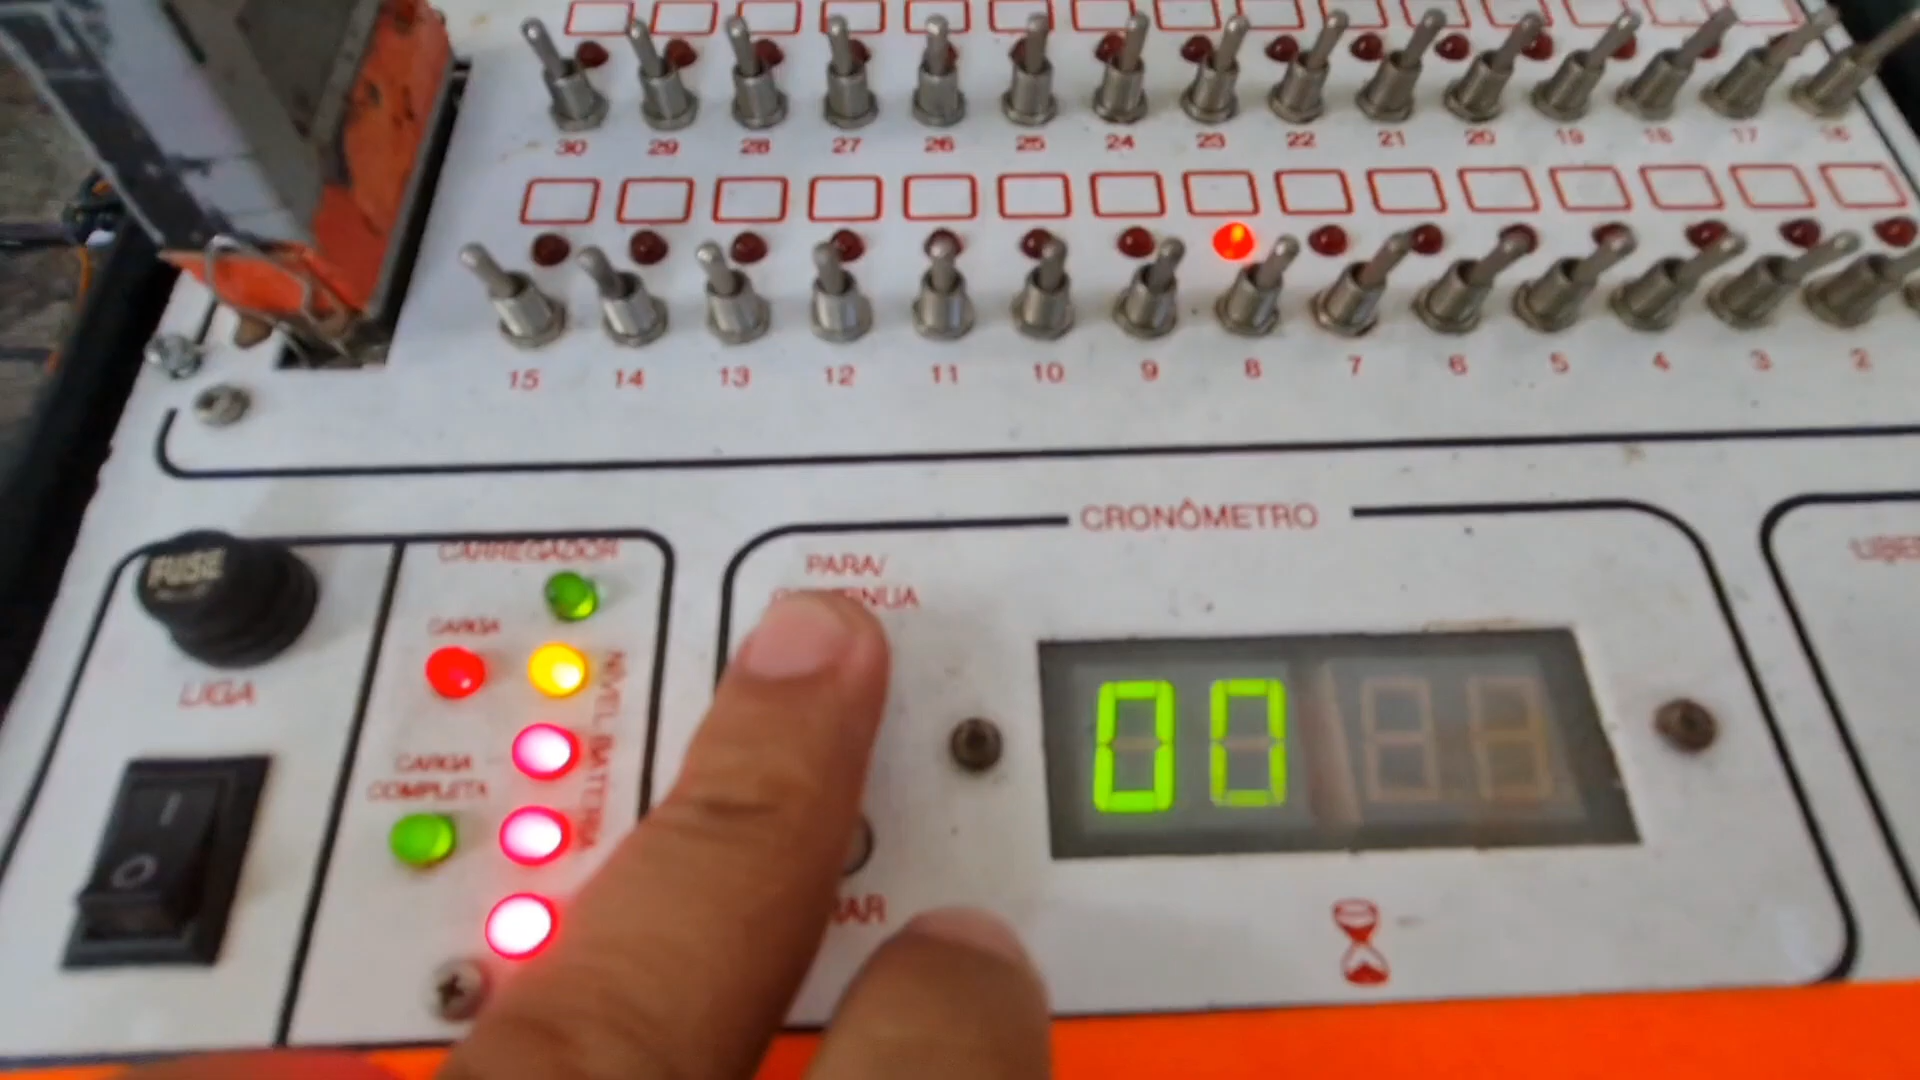 30 29 28 27 26 25 24 23 22 21 20 19 18 17 16
15 14 13 12 11 10 9 8 7 6 5 4 3 2
FUSE
LIGA
CARREGADOR
CARGA
CARGA
COMPLETA
NÍVEL BATERIA
CRONÔMETRO
PARA/
00